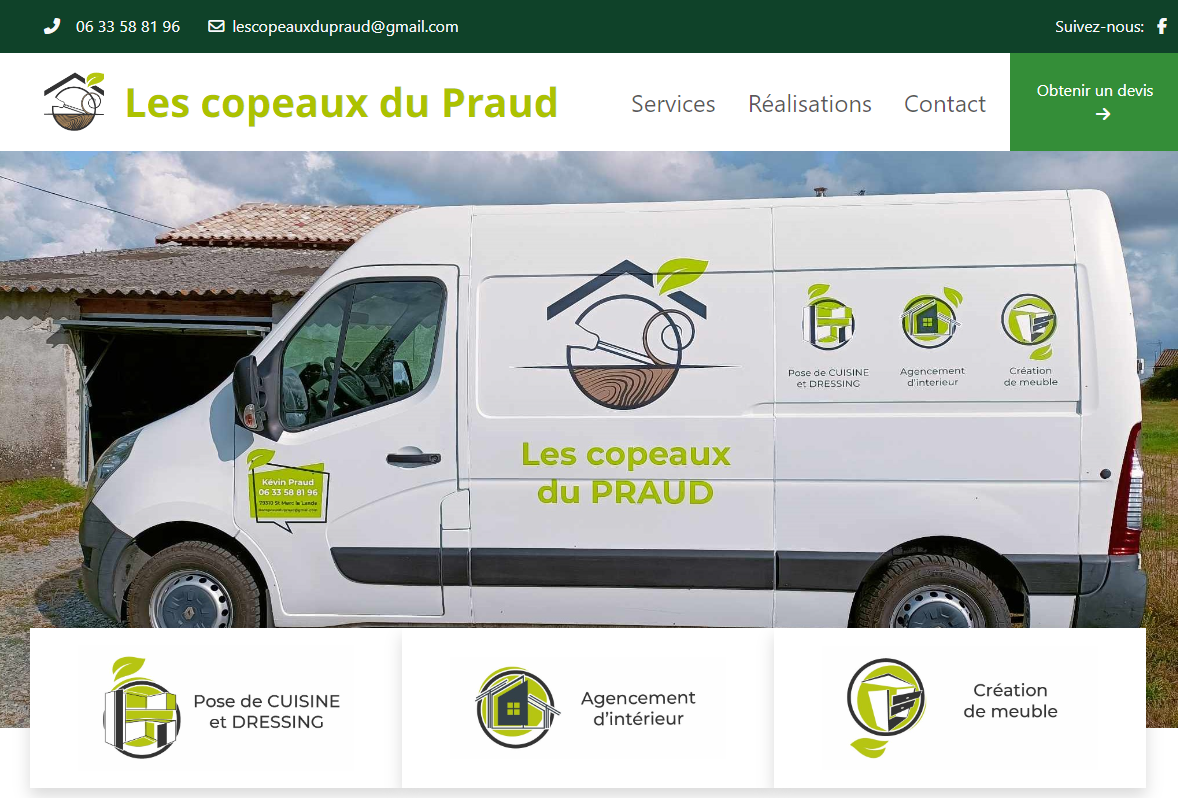 06 33 58 81 96
lescopeauxdupraud@gmail.com
Suivez-nous:
Les copeaux du Praud
Services
Réalisations
Contact
Obtenir un devis
Pose de CUISINE
et DRESSING
Agencement
d'interieur
Création
de meuble
Les copeaux
du PRAUD
Kévin Praud
06 33 58 81 96
Pose de CUISINE
et DRESSING
Agencement
d'intérieur
Création
de meuble